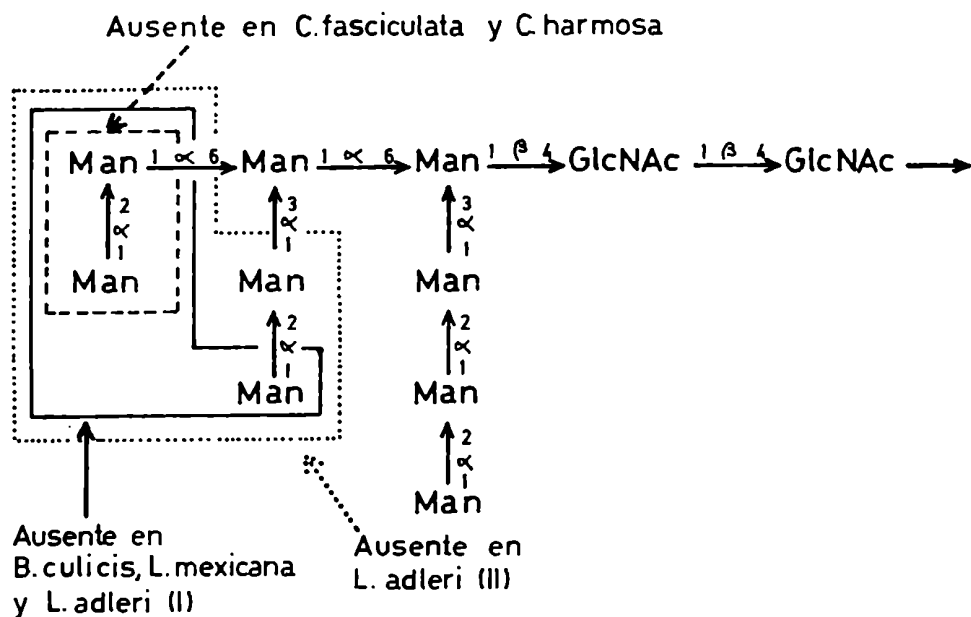 Ausente en C.fasciculata y C.harmosa
Man 1 α 6 Man 1 α 6 Man 1 β 4 GlcNAc 1 β 4 GlcNAc
2 3 3
α α α
1 1 1
Man Man Man
2 2
α α
1 1
Man Man
2
α
1
Man
Ausente en
B.culicis, L.mexicana
y L.adleri (I)
Ausente en
L. adleri (II)